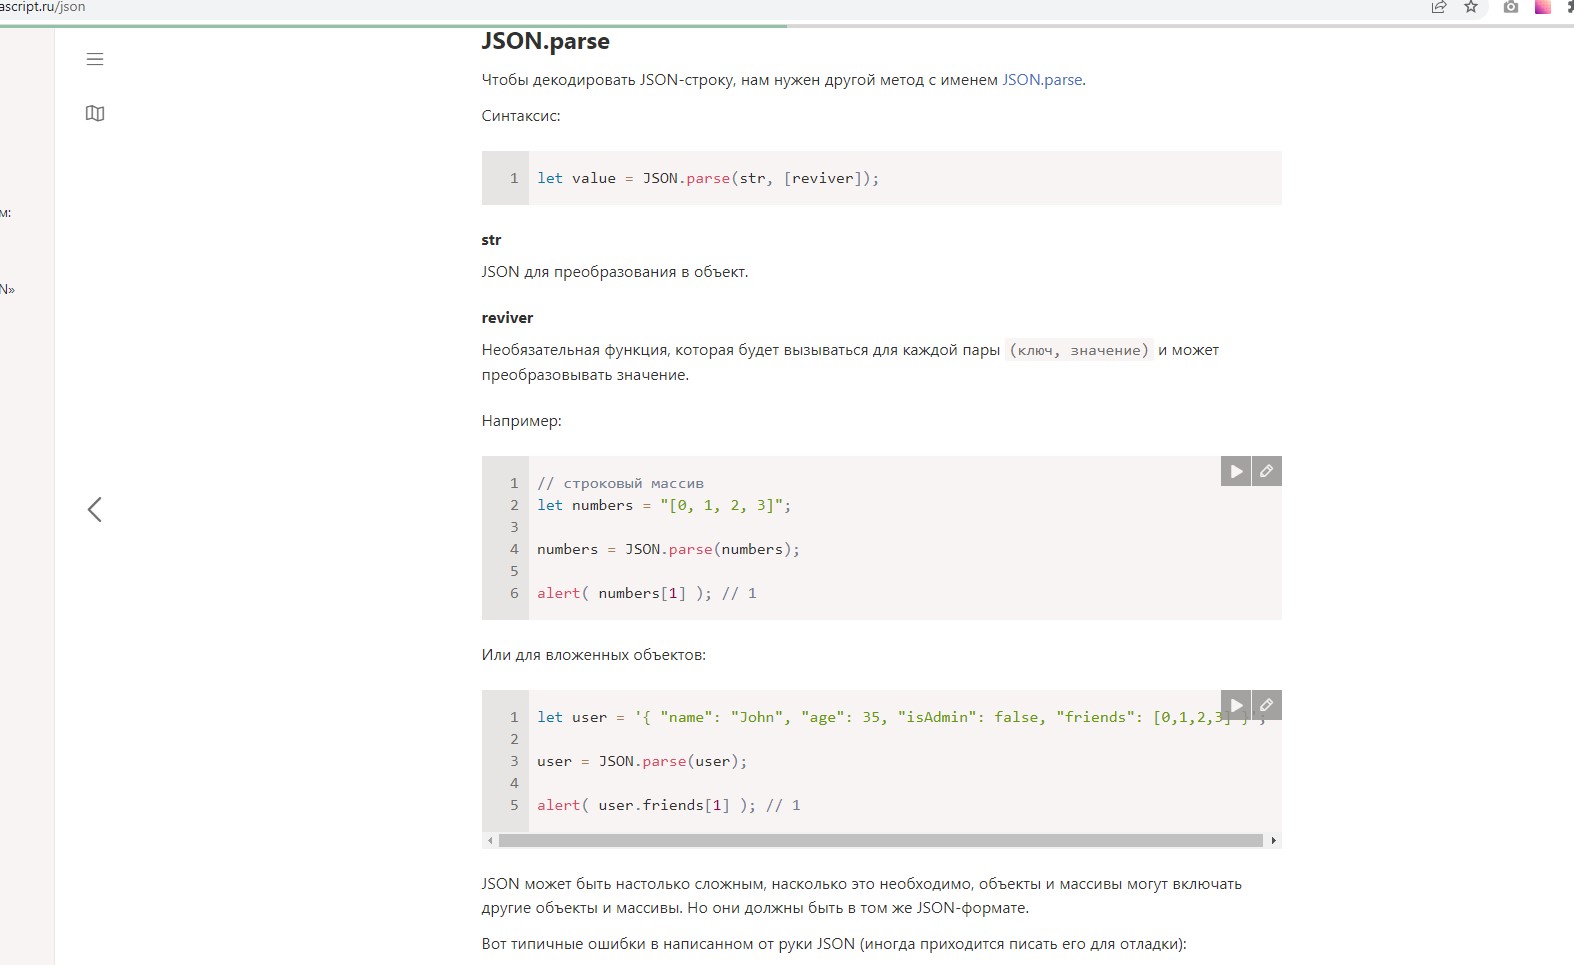 ascript.ru/json
м:
N»
JSON.parse
Чтобы декодировать JSON-строку, нам нужен другой метод с именем JSON.parse.
Синтаксис:
1 let value = JSON.parse(str, [reviver]);
str
JSON для преобразования в объект.
reviver
Необязательная функция, которая будет вызываться для каждой пары (ключ, значение) и может
преобразовывать значение.
Например:
1 // строковый массив
2 let numbers = "[0, 1, 2, 3]";
3
4 numbers = JSON.parse(numbers);
5
6 alert( numbers[1] ); // 1
Или для вложенных объектов:
1 let user = '{ "name": "John", "age": 35, "isAdmin": false, "friends": [0,1,2,3] }';
2
3 user = JSON.parse(user);
4
5 alert( user.friends[1] ); // 1
JSON может быть настолько сложным, насколько это необходимо, объекты и массивы могут включать
другие объекты и массивы. Но они должны быть в том же JSON-формате.
Вот типичные ошибки в написанном от руки JSON (иногда приходится писать его для отладки):